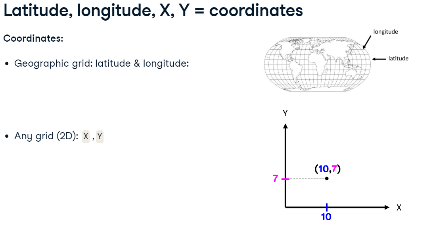 Latitude, longitude, X, Y = coordinates
Coordinates:
• Geographic grid: latitude & longitude:
longitude
latitude
• Any grid (2D): X , Y
Y
(10,7)
7
X
10